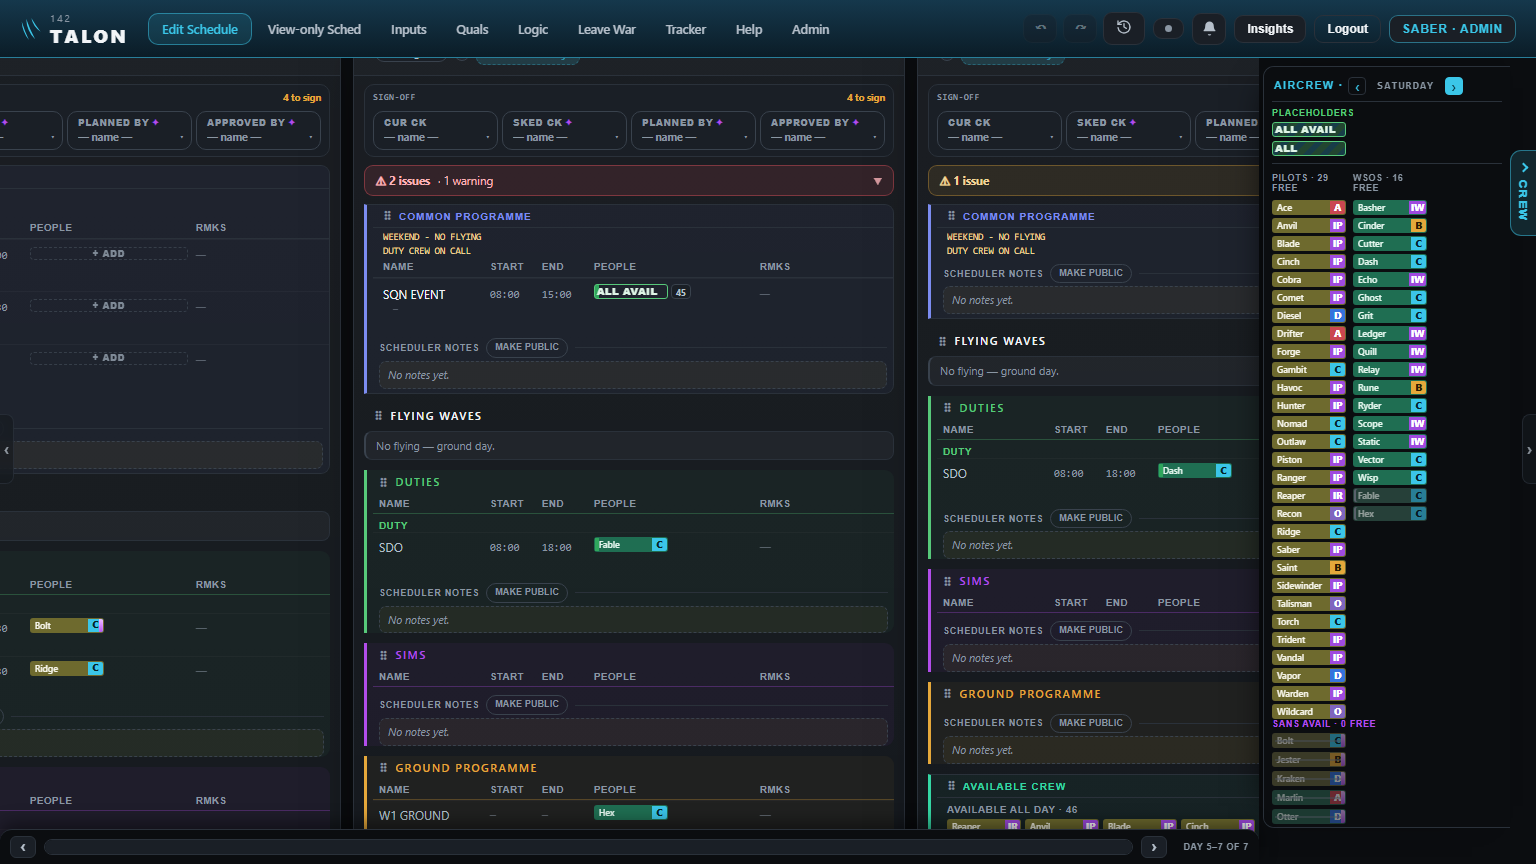 142
TALON
Edit Schedule
View-only Sched
Inputs
Quals
Logic
Leave War
Tracker
Help
Admin
Insights
Logout
SABER · ADMIN
4 to sign
PLANNED BY ✦
— name —
APPROVED BY ✦
— name —
PEOPLE
RMKS
+ ADD
—
+ ADD
—
+ ADD
—
PEOPLE
RMKS
Bolt
C
—
Ridge
C
—
PEOPLE
RMKS
SIGN-OFF
4 to sign
CUR CK
— name —
SKED CK ✦
— name —
PLANNED BY ✦
— name —
APPROVED BY ✦
— name —
⚠ 2 issues · 1 warning
▼
COMMON PROGRAMME
WEEKEND - NO FLYING
DUTY CREW ON CALL
NAME START END PEOPLE RMKS
SQN EVENT 08:00 15:00 ALL AVAIL 45 —
—
SCHEDULER NOTES MAKE PUBLIC
No notes yet.
FLYING WAVES
No flying — ground day.
DUTIES
NAME START END PEOPLE RMKS
DUTY
SDO 08:00 18:00 Fable C —
SCHEDULER NOTES MAKE PUBLIC
No notes yet.
SIMS
NAME START END PEOPLE RMKS
SCHEDULER NOTES MAKE PUBLIC
No notes yet.
GROUND PROGRAMME
NAME START END PEOPLE RMKS
W1 GROUND – – Hex C —
SIGN-OFF
CUR CK
— name —
SKED CK ✦
— name —
PLANNED
— name —
⚠ 1 issue
COMMON PROGRAMME
WEEKEND - NO FLYING
DUTY CREW ON CALL
SCHEDULER NOTES MAKE PUBLIC
No notes yet.
FLYING WAVES
No flying — ground day.
DUTIES
NAME START END PEOPLE
DUTY
SDO 08:00 18:00 Dash C
SCHEDULER NOTES MAKE PUBLIC
No notes yet.
SIMS
NAME START END PEOPLE
SCHEDULER NOTES MAKE PUBLIC
No notes yet.
GROUND PROGRAMME
SCHEDULER NOTES MAKE PUBLIC
No notes yet.
AVAILABLE CREW
AVAILABLE ALL DAY · 46
Reaper IR Anvil IP Blade IP Cinch IP
AIRCREW · ‹ SATURDAY ›
PLACEHOLDERS
ALL AVAIL
ALL
PILOTS · 29 FREE
WSOS · 16 FREE
Ace A Basher IW
Anvil IP Cinder B
Blade IP Cutter C
Cinch IP Dash C
Cobra IP Echo IW
Comet IP Ghost C
Diesel D Grit C
Drifter A Ledger IW
Forge IP Quill IW
Gambit C Relay IW
Havoc IP Rune B
Hunter IP Ryder C
Nomad C Scope IW
Outlaw C Static IW
Piston IP Vector C
Ranger IP Wisp C
Reaper IR Fable C
Recon O Hex C
Ridge C
Saber IP
Saint B
Sidewinder IP
Talisman O
Torch C
Trident IP
Vandal IP
Vapor D
Warden IP
Wildcard O
SANS AVAIL · 0 FREE
Bolt C
Jester B
Kraken D
Marlin A
Otter D
CREW
‹
›
DAY 5–7 OF 7